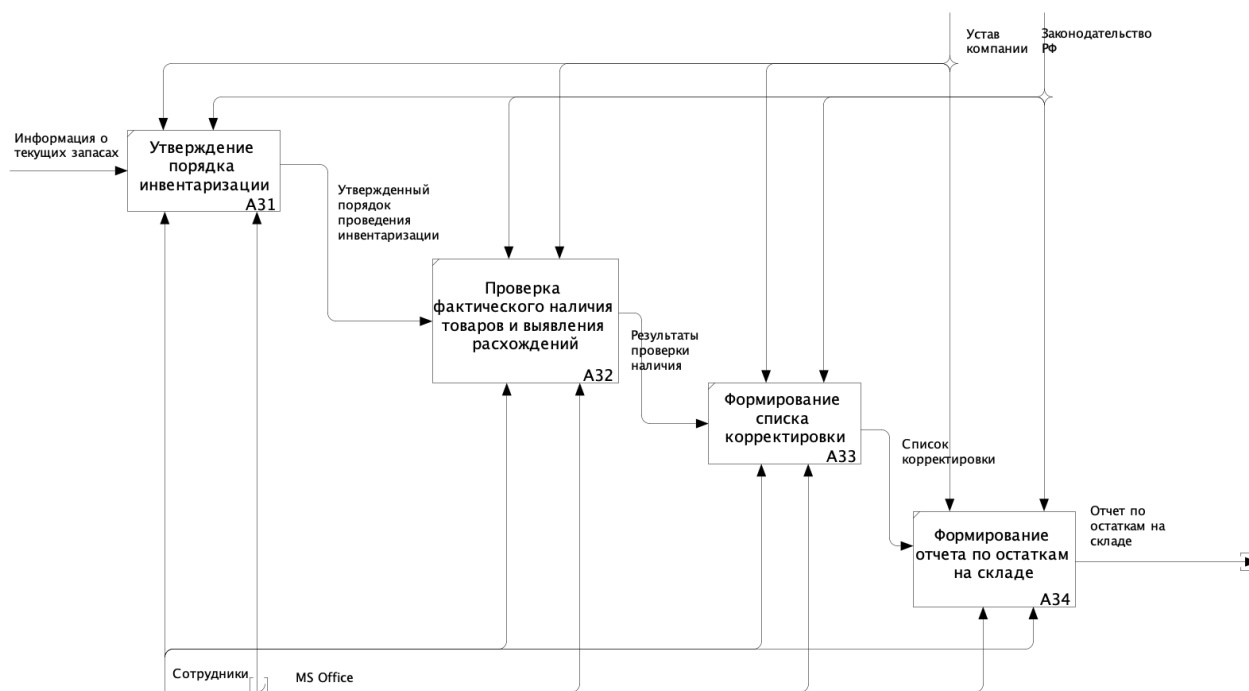 Устав
компании
Законодательство
РФ
Информация о
текущих запасах
Утверждение
порядка
инвентаризации
A31
Утвержденный
порядок
проведения
инвентаризации
Проверка
фактического наличия
товаров и выявления
расхождений
A32
Результаты
проверки
наличия
Формирование
списка
корректировки
A33
Список
корректировки
Формирование
отчета по остаткам
на складе
A34
Отчет по
остаткам на
складе
Сотрудники
MS Office